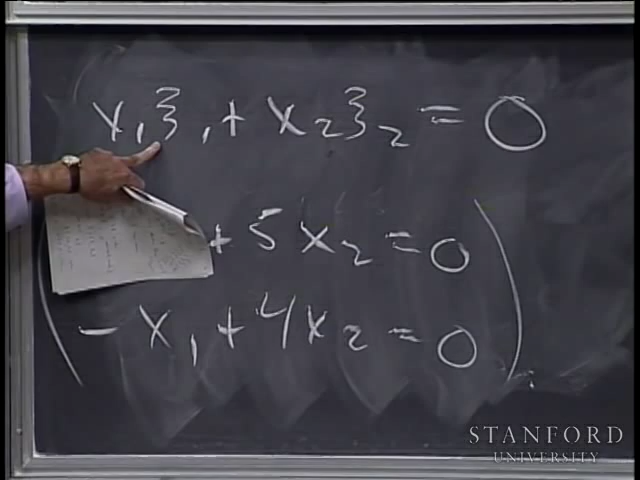 x₁ξ₁ + x₂ξ₂ = 0
+ 5x₂ = 0
- x₁ + 4x₂ = 0
STANFORD
UNIVERSITY